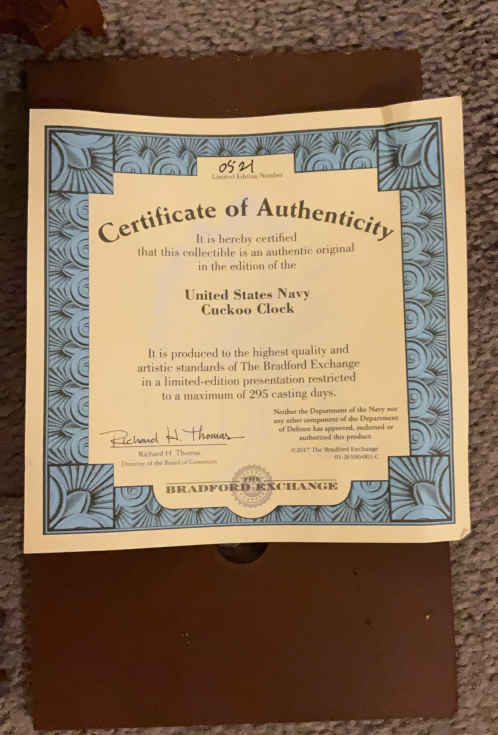 0521
Limited Edition Number
Certificate of Authenticity
It is hereby certified
that this collectible is an authentic original
in the edition of the
United States Navy
Cuckoo Clock
It is produced to the highest quality and
artistic standards of The Bradford Exchange
in a limited-edition presentation restricted
to a maximum of 295 casting days.
Neither the Department of the Navy nor
any other component of the Department
of Defense has approved, endorsed or
authorized this product.
Richard H. Thomas
Richard H. Thomas
Director of the Board of Governors
©2017 The Bradford Exchange
THE
BRADFORD EXCHANGE